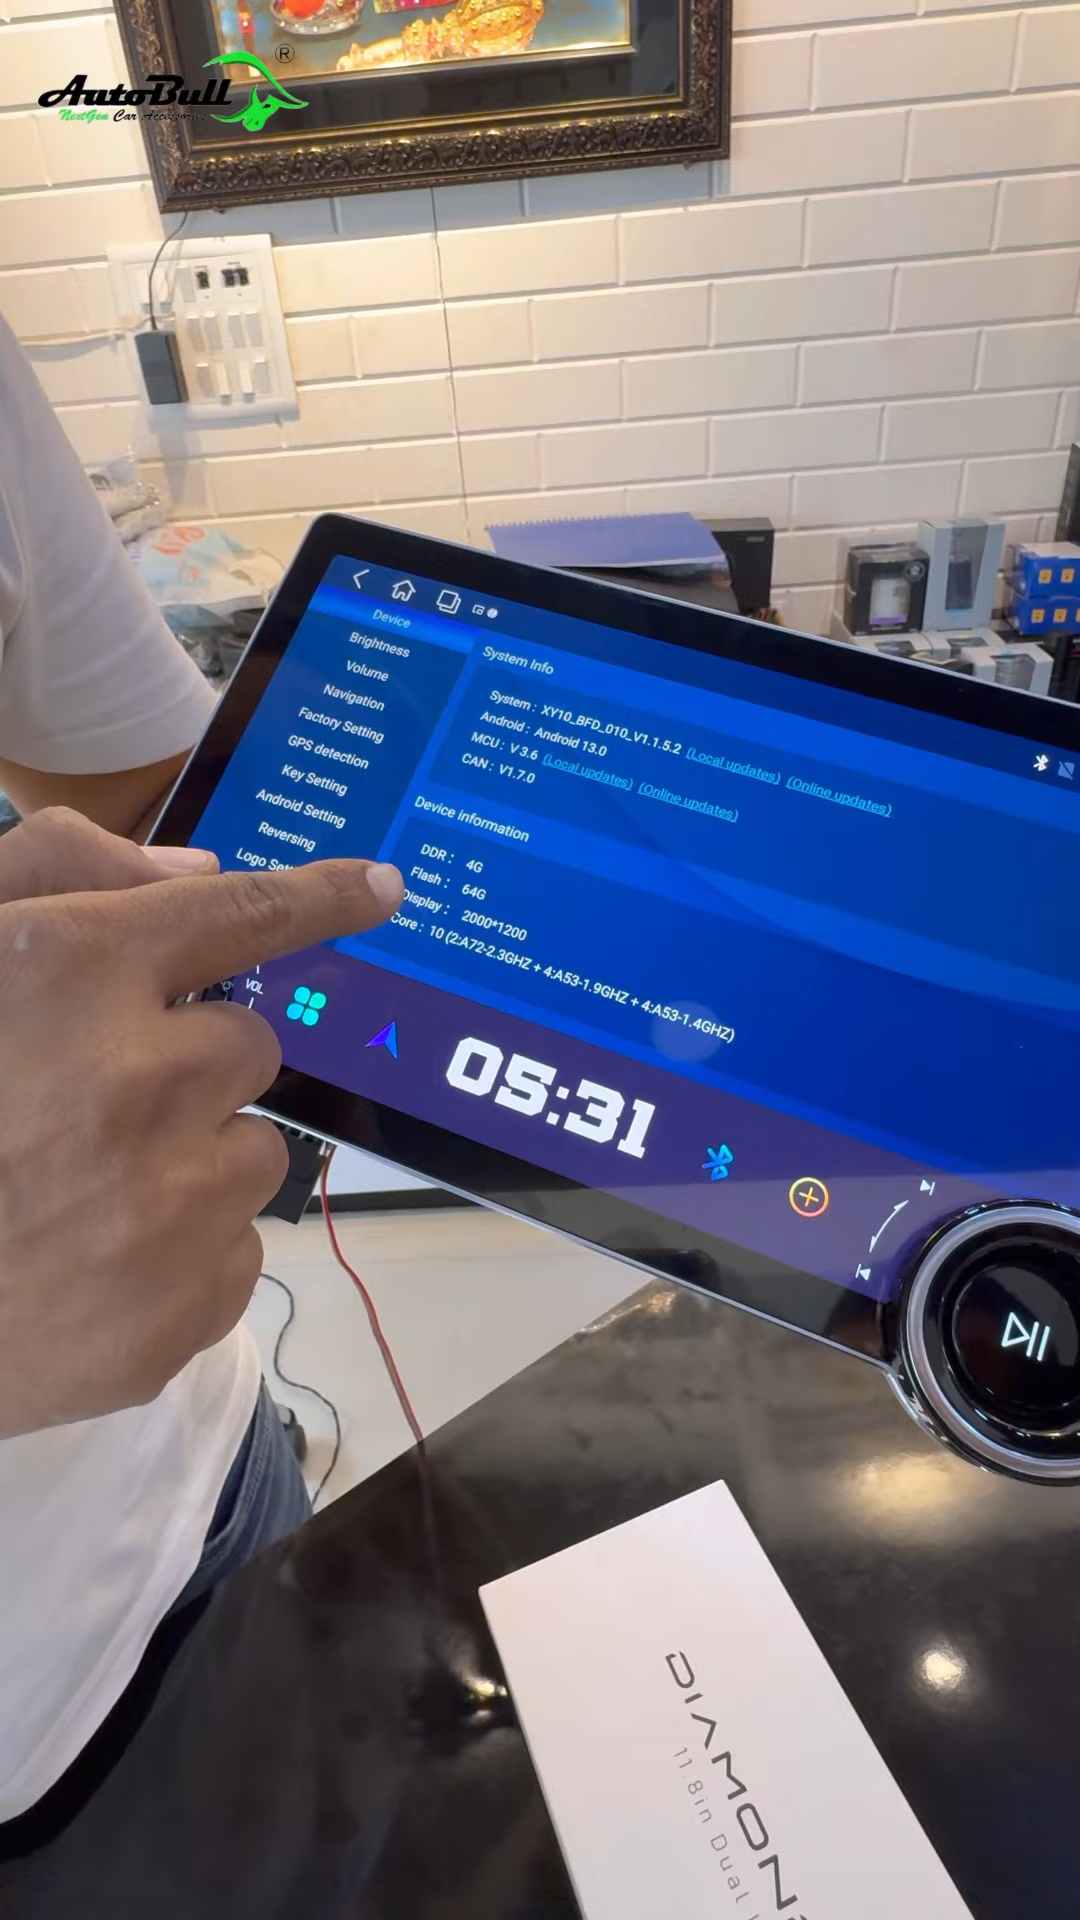 AutoBull ®
NextGen Car Accessories
Device
Brightness
Volume
Navigation
Factory Setting
GPS detection
Key Setting
Android Setting
Reversing
Logo
System Info
System : XY10_BFD_010_V1.1.5.2 (Local updates) (Online updates)
Android : Android 13.0
MCU : V 3.6 (Local updates) (Online updates)
CAN : V1.7.0
Device information
DDR : 4G
Flash : 64G
Display : 2000*1200
Core : 10 (2:A72-2.3GHZ + 4:A53-1.9GHZ + 4:A53-1.4GHZ)
VOL
05:31
DIAMON
11.8in Dual